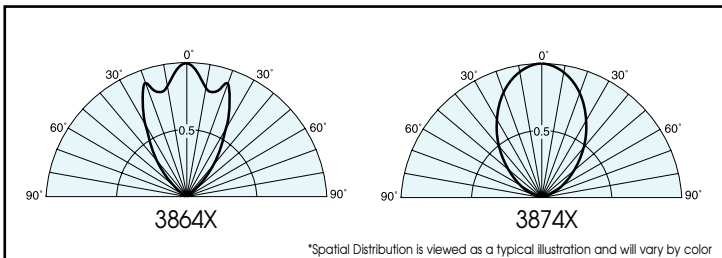 0° 0°
30° 30° 30° 30°
60° 0.5 60° 60° 0.5 60°
90° 90° 90° 90°
3864X 3874X
*Spatial Distribution is viewed as a typical illustration and will vary by color